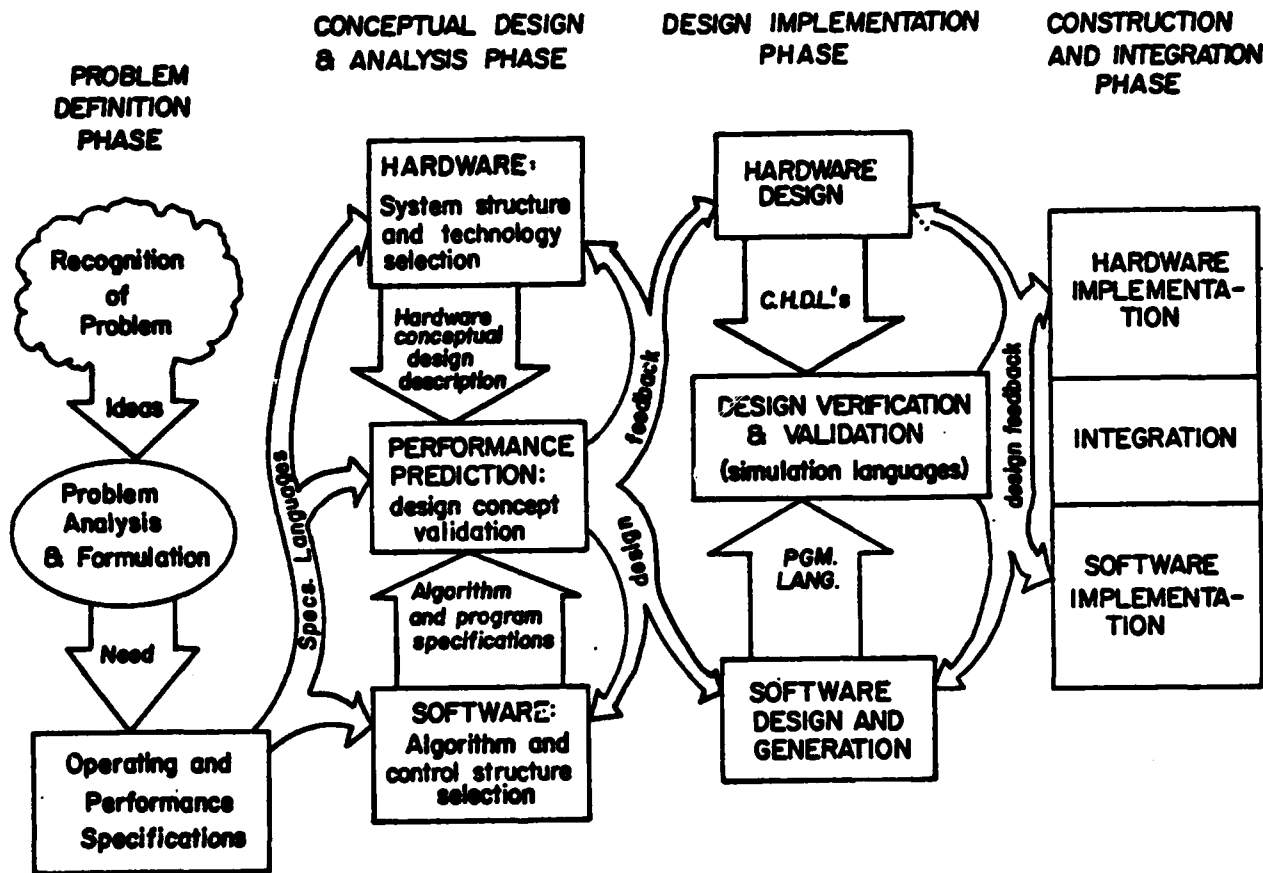 PROBLEM
DEFINITION
PHASE
Recognition
of
Problem
Ideas
Problem
Analysis
& Formulation
Need
Operating and
Performance
Specifications
Specs. Languages
CONCEPTUAL DESIGN
& ANALYSIS PHASE
HARDWARE:
System structure
and technology
selection
Hardware
conceptual
design
description
PERFORMANCE
PREDICTION:
design concept
validation
Algorithm
and program
specifications
SOFTWARE:
Algorithm and
control structure
selection
feedback
design
DESIGN IMPLEMENTATION
PHASE
HARDWARE
DESIGN
C.H.D.L.'s
DESIGN VERIFICATION
& VALIDATION
(simulation languages)
PGM.
LANG.
SOFTWARE
DESIGN AND
GENERATION
design feedback
CONSTRUCTION
AND INTEGRATION
PHASE
HARDWARE
IMPLEMENTA-
TION
INTEGRATION
SOFTWARE
IMPLEMENTA-
TION